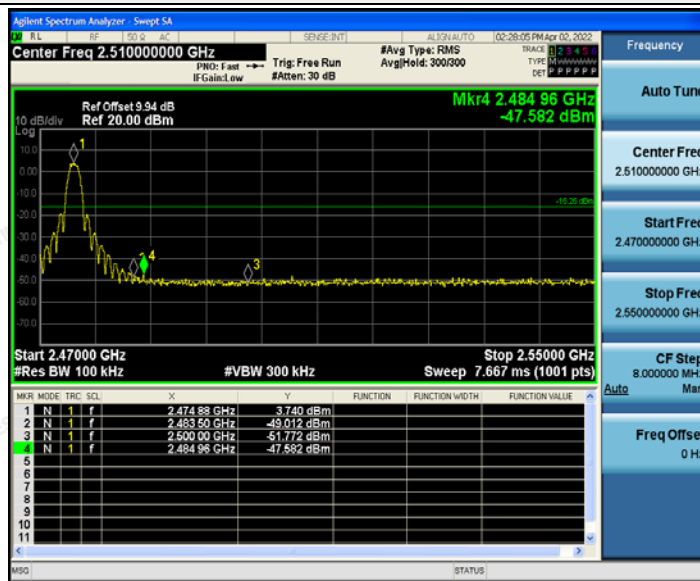 Agilent Spectrum Analyzer - Swept SA
RL RF 50 Ω AC SENSE:INT ALIGNAUTO 02:28:05 PM Apr 02, 2022
Center Freq 2.510000000 GHz
PNO: Fast
IFGain:Low
Trig: Free Run
#Atten: 30 dB
#Avg Type: RMS
Avg|Hold: 300/300
TRACE 1 2 3 4 5 6
TYPE M W W W W W
DET P P P P P P
Frequency
Mkr4 2.484 96 GHz
-47.582 dBm
Ref Offset 9.94 dB
10 dB/div Ref 20.00 dBm
Log
10.0
0.00
-10.0
-20.0
-30.0
-40.0
-50.0
-60.0
-70.0
1
4
3
-16.26 dBm
Start 2.47000 GHz
Stop 2.55000 GHz
#Res BW 100 kHz #VBW 300 kHz Sweep 7.667 ms (1001 pts)
MKR MODE TRC SCL X Y FUNCTION FUNCTION WIDTH FUNCTION VALUE
1 N 1 f 2.474 88 GHz 3.740 dBm
2 N 1 f 2.483 50 GHz -49.012 dBm
3 N 1 f 2.500 00 GHz -51.772 dBm
4 N 1 f 2.484 96 GHz -47.582 dBm
5
6
7
8
9
10
11
MSG STATUS
Auto Tune
Center Freq
2.510000000 GHz
Start Freq
2.470000000 GHz
Stop Freq
2.550000000 GHz
CF Step
8.000000 MHz
Auto Man
Freq Offset
0 Hz